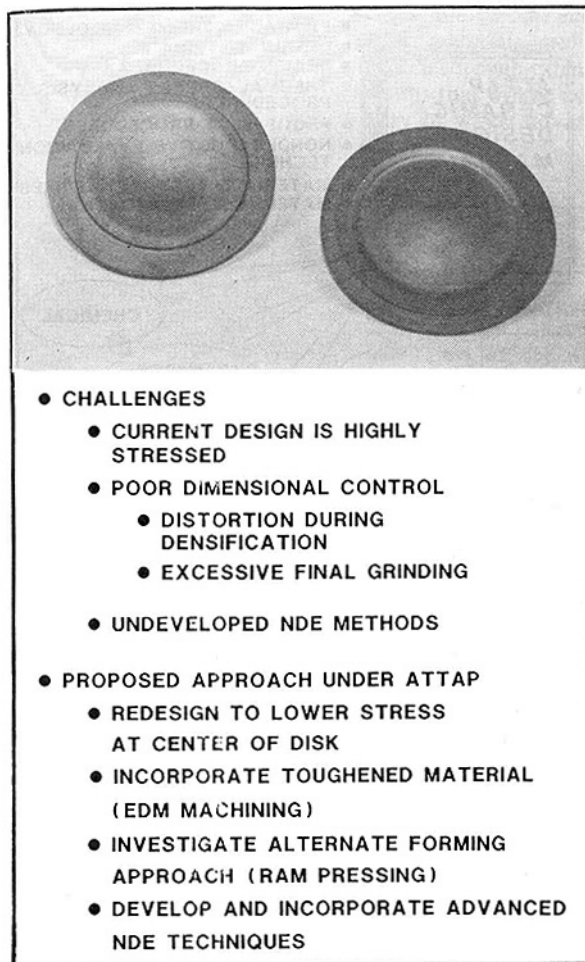 ● CHALLENGES
● CURRENT DESIGN IS HIGHLY
STRESSED
● POOR DIMENSIONAL CONTROL
● DISTORTION DURING
DENSIFICATION
● EXCESSIVE FINAL GRINDING
● UNDEVELOPED NDE METHODS
● PROPOSED APPROACH UNDER ATTAP
● REDESIGN TO LOWER STRESS
AT CENTER OF DISK
● INCORPORATE TOUGHENED MATERIAL
(EDM MACHINING)
● INVESTIGATE ALTERNATE FORMING
APPROACH (RAM PRESSING)
● DEVELOP AND INCORPORATE ADVANCED
NDE TECHNIQUES